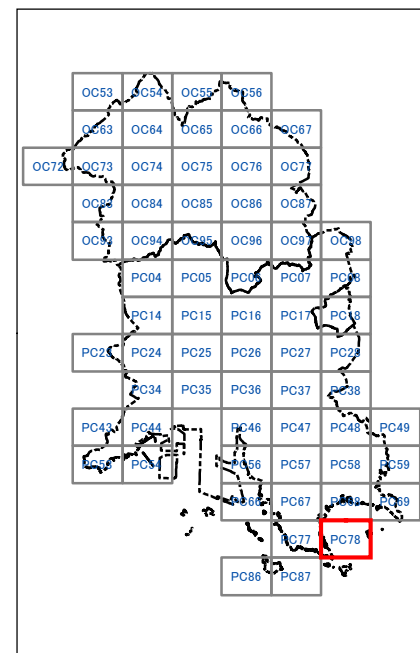 OC53 OC54 OC55 OC56
OC63 OC64 OC65 OC66 OC67
OC72 OC73 OC74 OC75 OC76 OC77
OC83 OC84 OC85 OC86 OC87
OC93 OC94 OC95 OC96 OC97 OC98
PC04 PC05 PC06 PC07 PC08
PC14 PC15 PC16 PC17 PC18
PC23 PC24 PC25 PC26 PC27 PC28
PC34 PC35 PC36 PC37 PC38
PC43 PC44 PC46 PC47 PC48 PC49
PC53 PC54 PC56 PC57 PC58 PC59
PC66 PC67 PC68 PC69
PC77 PC78
PC86 PC87